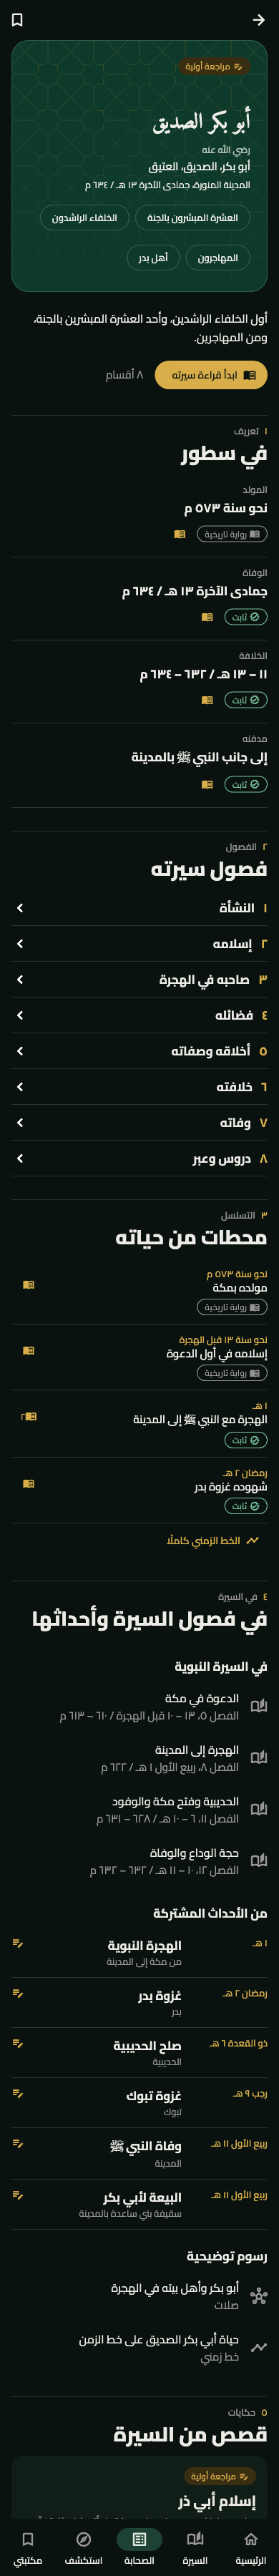 مراجعة أولية
أبو بكر الصديق
رضي الله عنه
أبو بكر، الصديق، العتيق
المدينة المنورة، جمادى الآخرة ١٣ هـ / ٦٣٤ م
العشرة المبشرون بالجنة
الخلفاء الراشدون
المهاجرون
أهل بدر
أول الخلفاء الراشدين، وأحد العشرة المبشرين بالجنة،
ومن المهاجرين.
ابدأ قراءة سيرته
٨ أقسام
١ تعريف
في سطور
المولد
نحو سنة ٥٧٣ م
رواية تاريخية
الوفاة
جمادى الآخرة ١٣ هـ / ٦٣٤ م
ثابت
الخلافة
١١ – ١٣ هـ / ٦٣٢ – ٦٣٤ م
ثابت
مدفنه
إلى جانب النبي ﷺ بالمدينة
ثابت
٢ الفصول
فصول سيرته
١ النشأة
٢ إسلامه
٣ صاحبه في الهجرة
٤ فضائله
٥ أخلاقه وصفاته
٦ خلافته
٧ وفاته
٨ دروس وعبر
٣ التسلسل
محطات من حياته
نحو سنة ٥٧٣ م
مولده بمكة
رواية تاريخية
نحو سنة ١٣ قبل الهجرة
إسلامه في أول الدعوة
رواية تاريخية
١ هـ
الهجرة مع النبي ﷺ إلى المدينة
٢
ثابت
رمضان ٢ هـ
شهوده غزوة بدر
ثابت
الخط الزمني كاملًا
٤ في السيرة
في فصول السيرة وأحداثها
في السيرة النبوية
الدعوة في مكة
الفصل ٥، ١٣ – ١٠ قبل الهجرة / ٦١٠ – ٦١٣ م
الهجرة إلى المدينة
الفصل ٨، ربيع الأول ١ هـ / ٦٢٢ م
الحديبية وفتح مكة والوفود
الفصل ١١، ٦ – ١٠ هـ / ٦٢٨ – ٦٣١ م
حجة الوداع والوفاة
الفصل ١٢، ١٠ – ١١ هـ / ٦٣٢ – ٦٣٢ م
من الأحداث المشتركة
١ هـ
الهجرة النبوية
من مكة إلى المدينة
رمضان ٢ هـ
غزوة بدر
بدر
ذو القعدة ٦ هـ
صلح الحديبية
الحديبية
رجب ٩ هـ
غزوة تبوك
تبوك
ربيع الأول ١١ هـ
وفاة النبي ﷺ
المدينة
ربيع الأول ١١ هـ
البيعة لأبي بكر
سقيفة بني ساعدة بالمدينة
رسوم توضيحية
أبو بكر وأهل بيته في الهجرة
صلات
حياة أبي بكر الصديق على خط الزمن
خط زمني
٥ حكايات
قصص من السيرة
مراجعة أولية
إسلام أبي ذر
الرئيسية
السيرة
الصحابة
استكشف
مكتبتي